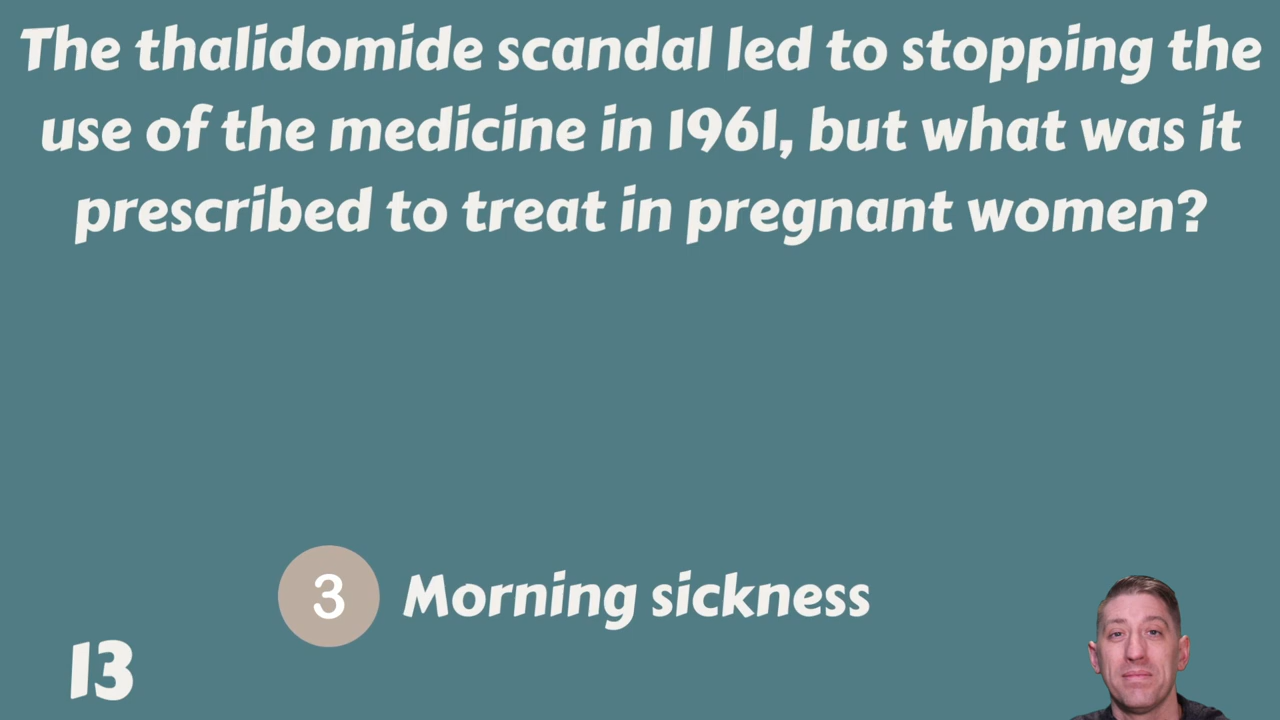 The thalidomide scandal led to stopping the
use of the medicine in 1961, but what was it
prescribed to treat in pregnant women?
3 Morning sickness
13